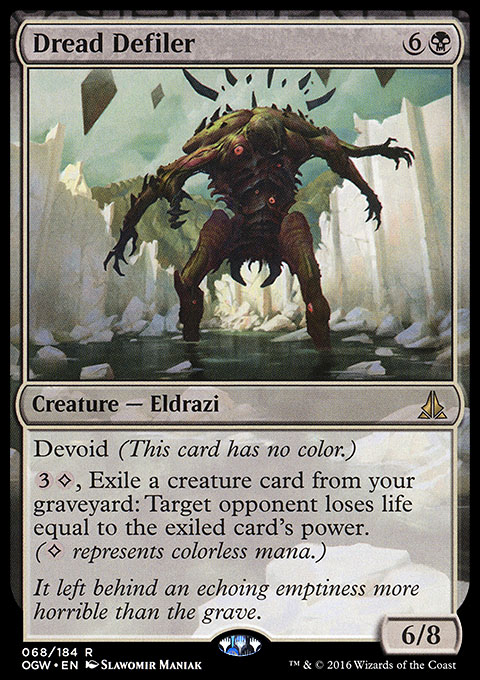 Dread Defiler 6
Creature — Eldrazi
Devoid (This card has no color.)
3◇, Exile a creature card from your
graveyard: Target opponent loses life
equal to the exiled card's power.
(◇ represents colorless mana.)
It left behind an echoing emptiness more
horrible than the grave.
6/8
068/184 R
OGW • EN SLAWOMIR MANIAK
™ & © 2016 Wizards of the Coast